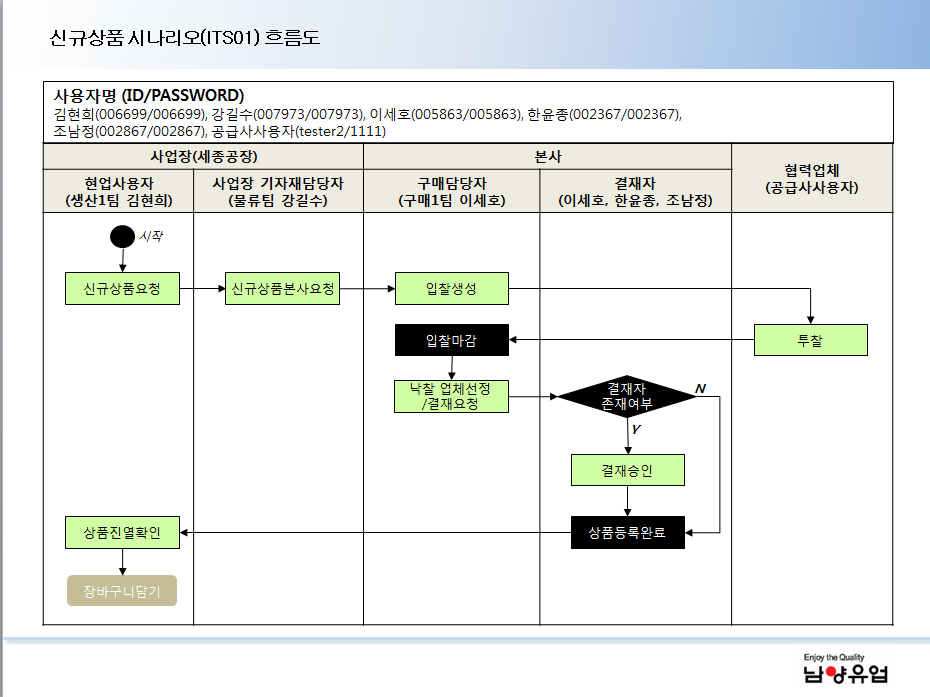 신규상품 시나리오(ITS01) 흐름도
사용자명 (ID/PASSWORD)
김현희(006699/006699), 강길수(007973/007973), 이세호(005863/005863), 한윤종(002367/002367),
조남정(002867/002867), 공급사사용자(tester2/1111)
사업장(세종공장)
본사
협력업체
(공급사사용자)
현업사용자
(생산1팀 김현희)
사업장 기자재담당자
(물류팀 강길수)
구매담당자
(구매1팀 이세호)
결재자
(이세호, 한윤종, 조남정)
시작
신규상품요청
신규상품본사요청
입찰생성
투찰
입찰마감
낙찰 업체선정
/결재요청
결재자
존재여부
N
Y
결재승인
상품진열확인
상품등록완료
장바구니담기
Enjoy the Quality
남양유업